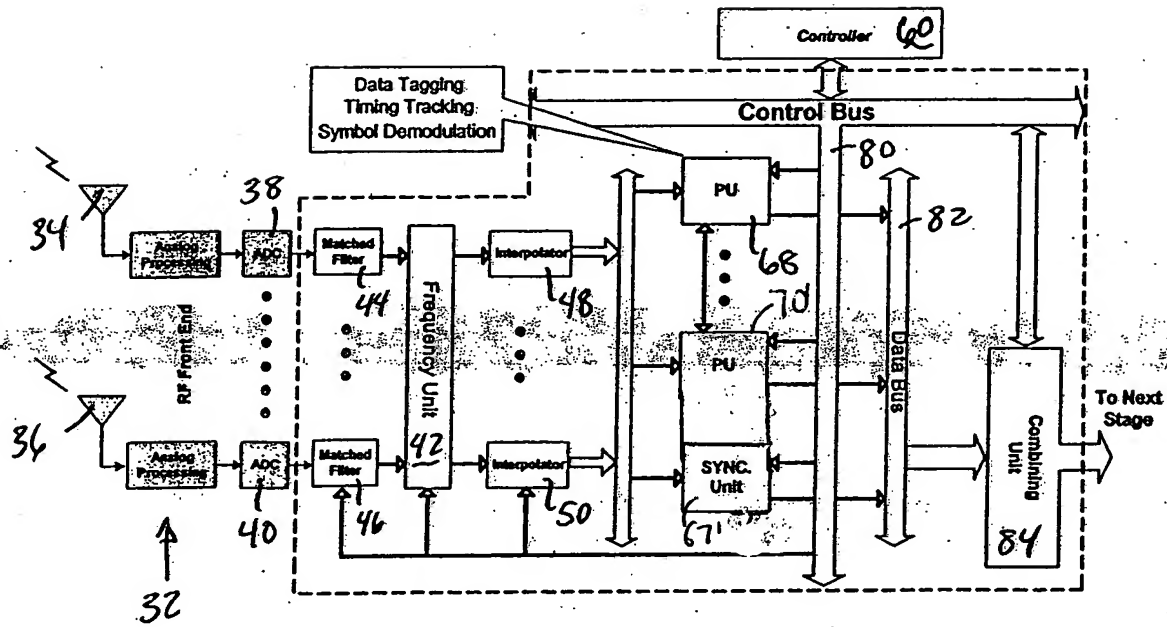 Controller 60
Data Tagging
Timing Tracking
Symbol Demodulation
Control Bus
80
34
Analog
Processing
38
ADC
Matched
Filter
44
Interpolator
48
PU
68
82
RF Front End
Frequency Unit
42
70'
PU
Data Bus
36
Analog
Processing
ADC
40
Matched
Filter
46
Interpolator
50
SYNC.
Unit
67'
Combining
Unit
84
To Next
Stage
32